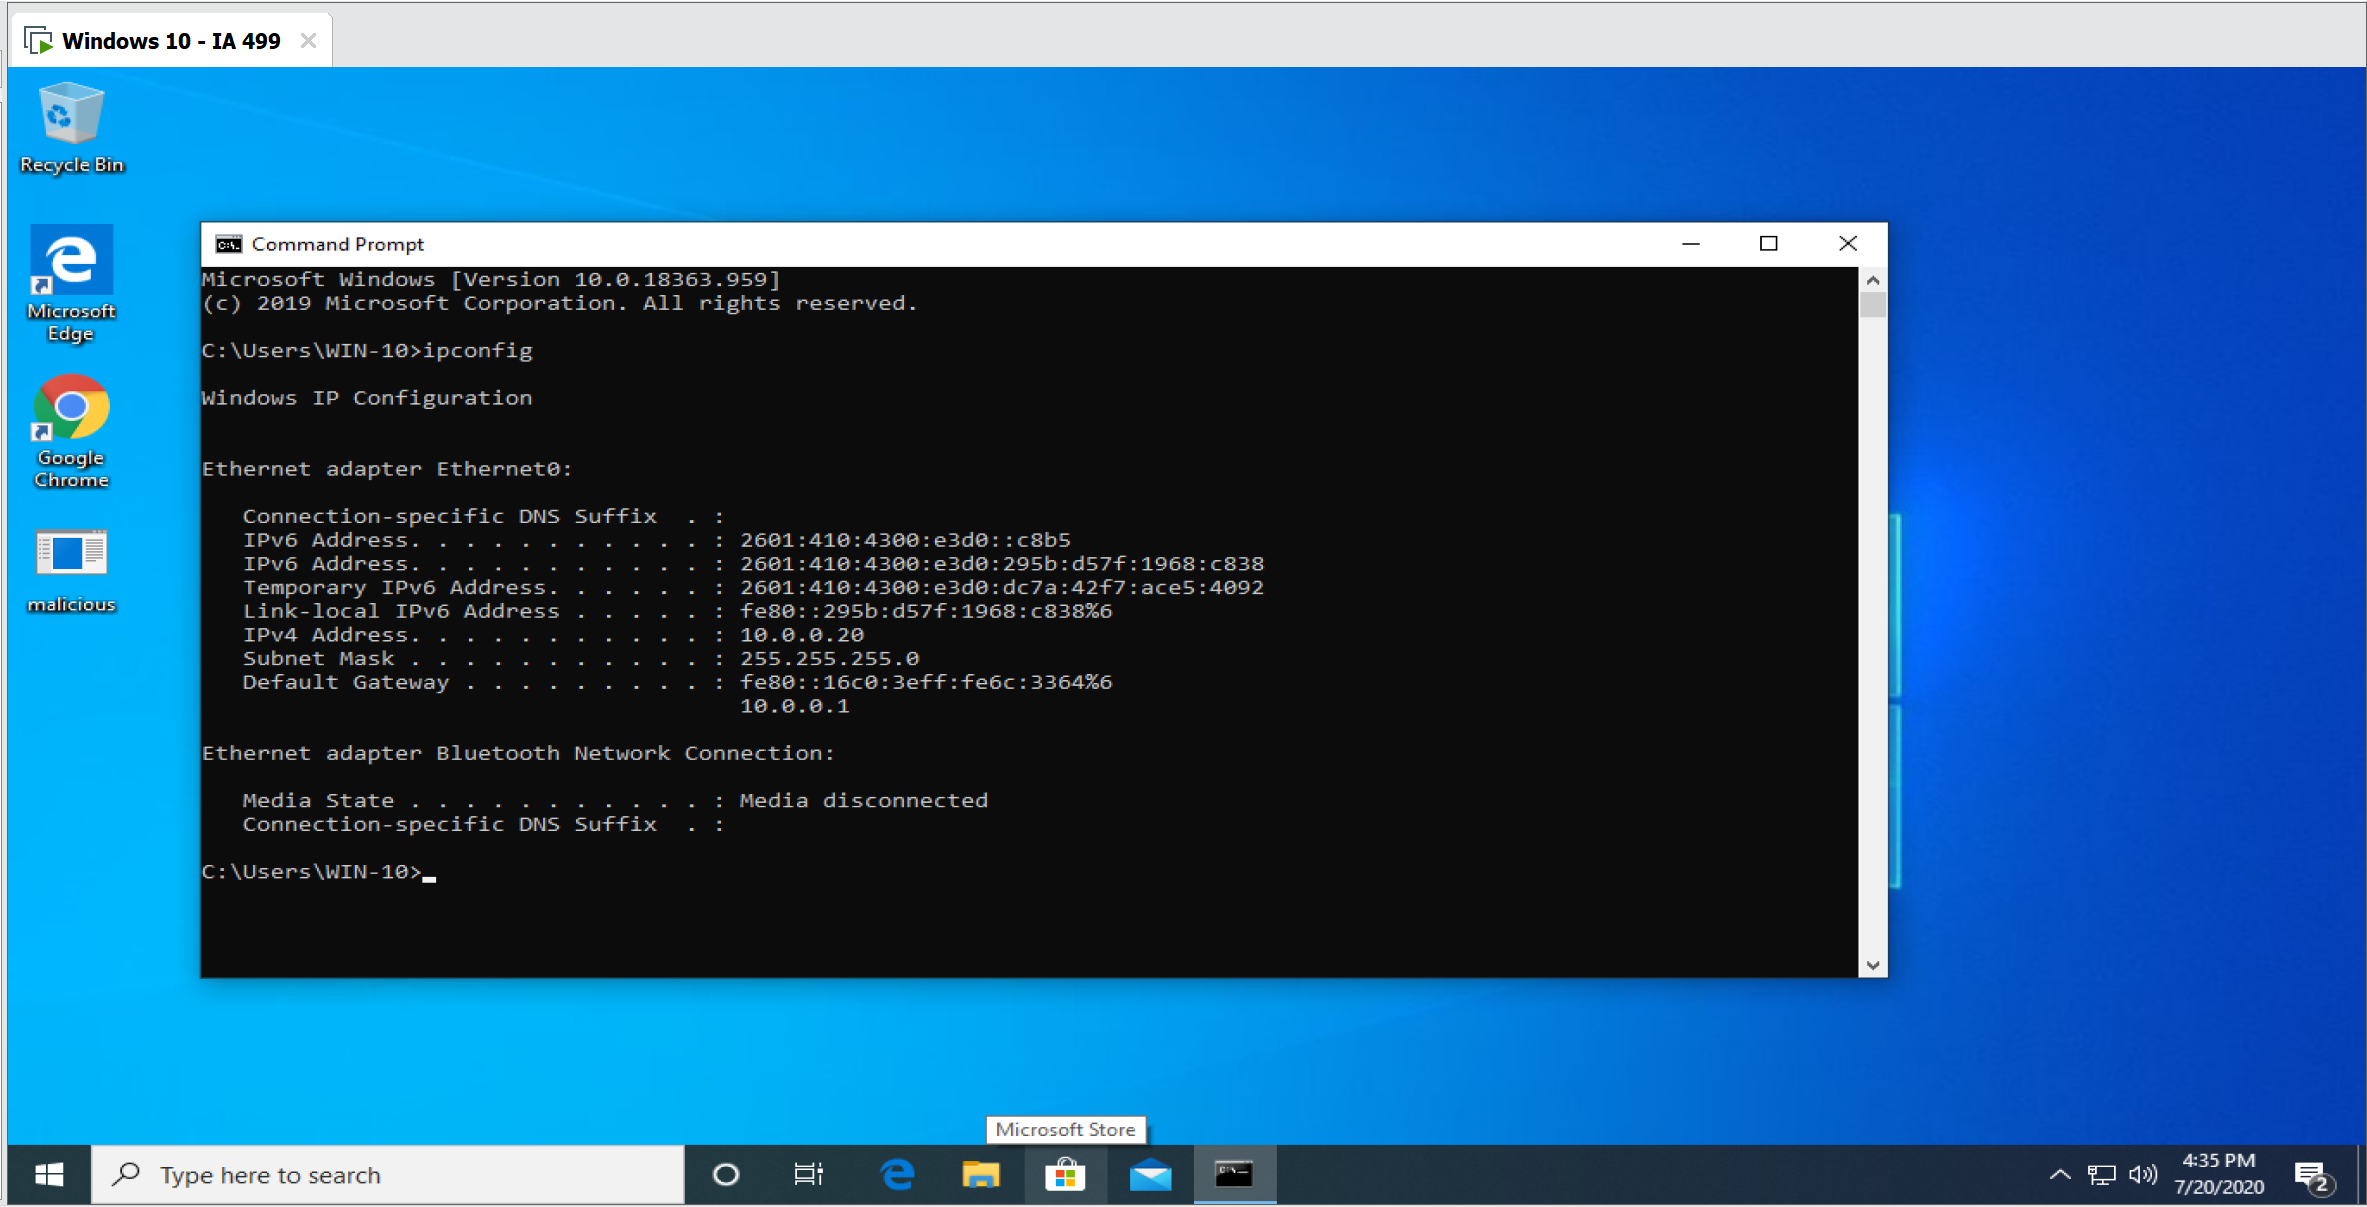 Windows 10 - IA 499
Recycle Bin
Microsoft
Edge
Google
Chrome
malicious
Command Prompt
Microsoft Windows [Version 10.0.18363.959]
(c) 2019 Microsoft Corporation. All rights reserved.
C:\Users\WIN-10>ipconfig
Windows IP Configuration
Ethernet adapter Ethernet0:
Connection-specific DNS Suffix  . :
IPv6 Address. . . . . . . . . . . : 2601:410:4300:e3d0::c8b5
IPv6 Address. . . . . . . . . . . : 2601:410:4300:e3d0:295b:d57f:1968:c838
Temporary IPv6 Address. . . . . . : 2601:410:4300:e3d0:dc7a:42f7:ace5:4092
Link-local IPv6 Address . . . . . : fe80::295b:d57f:1968:c838%6
IPv4 Address. . . . . . . . . . . : 10.0.0.20
Subnet Mask . . . . . . . . . . . : 255.255.255.0
Default Gateway . . . . . . . . . : fe80::16c0:3eff:fe6c:3364%6
10.0.0.1
Ethernet adapter Bluetooth Network Connection:
Media State . . . . . . . . . . . : Media disconnected
Connection-specific DNS Suffix  . :
C:\Users\WIN-10>
Microsoft Store
Type here to search
4:35 PM
7/20/2020
2